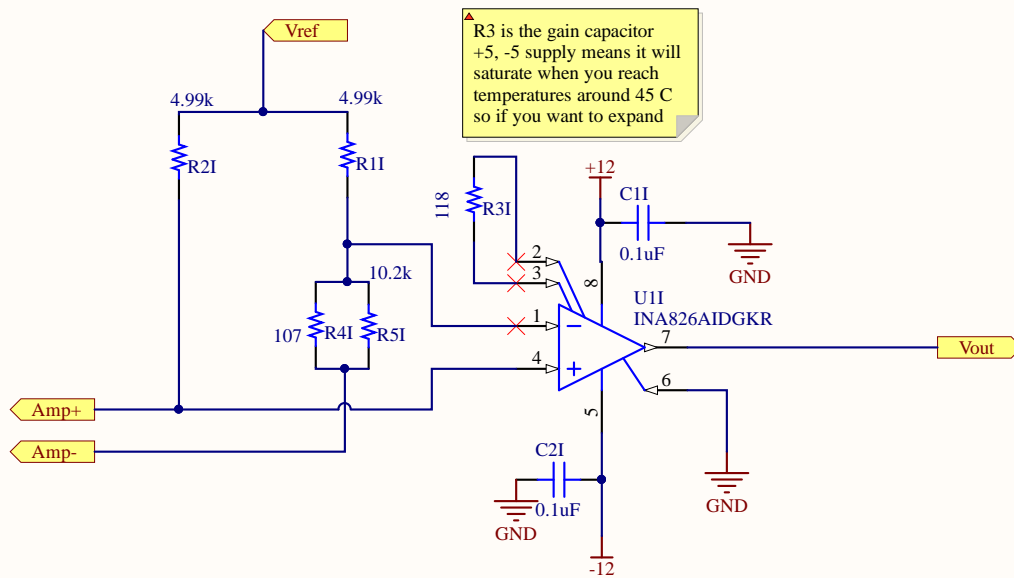 Vref
R3 is the gain capacitor
+5, -5 supply means it will
saturate when you reach
temperatures around 45 C
so if you want to expand
4.99k
4.99k
R2I
R1I
118
R3I
+12
C1I
0.1uF
GND
2
3
8
10.2k
107
R4I
R5I
1
4
U1I
INA826AIDGKR
7
Vout
6
5
Amp+
Amp-
C2I
0.1uF
GND
GND
-12